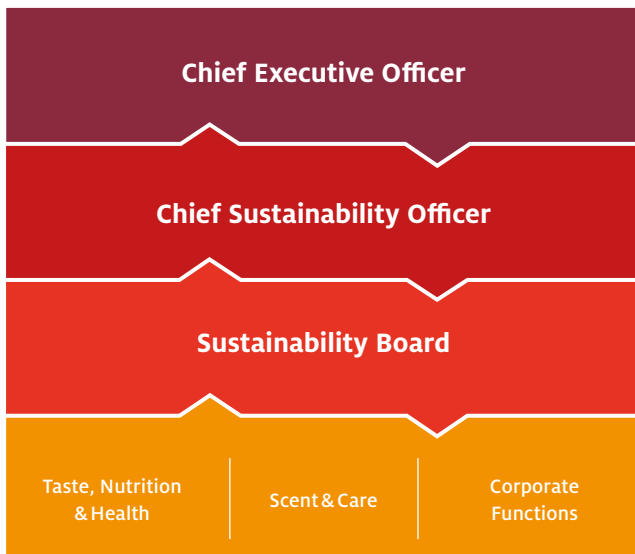 Chief Executive Officer
Chief Sustainability Officer
Sustainability Board
Taste, Nutrition
& Health
Scent & Care
Corporate
Functions